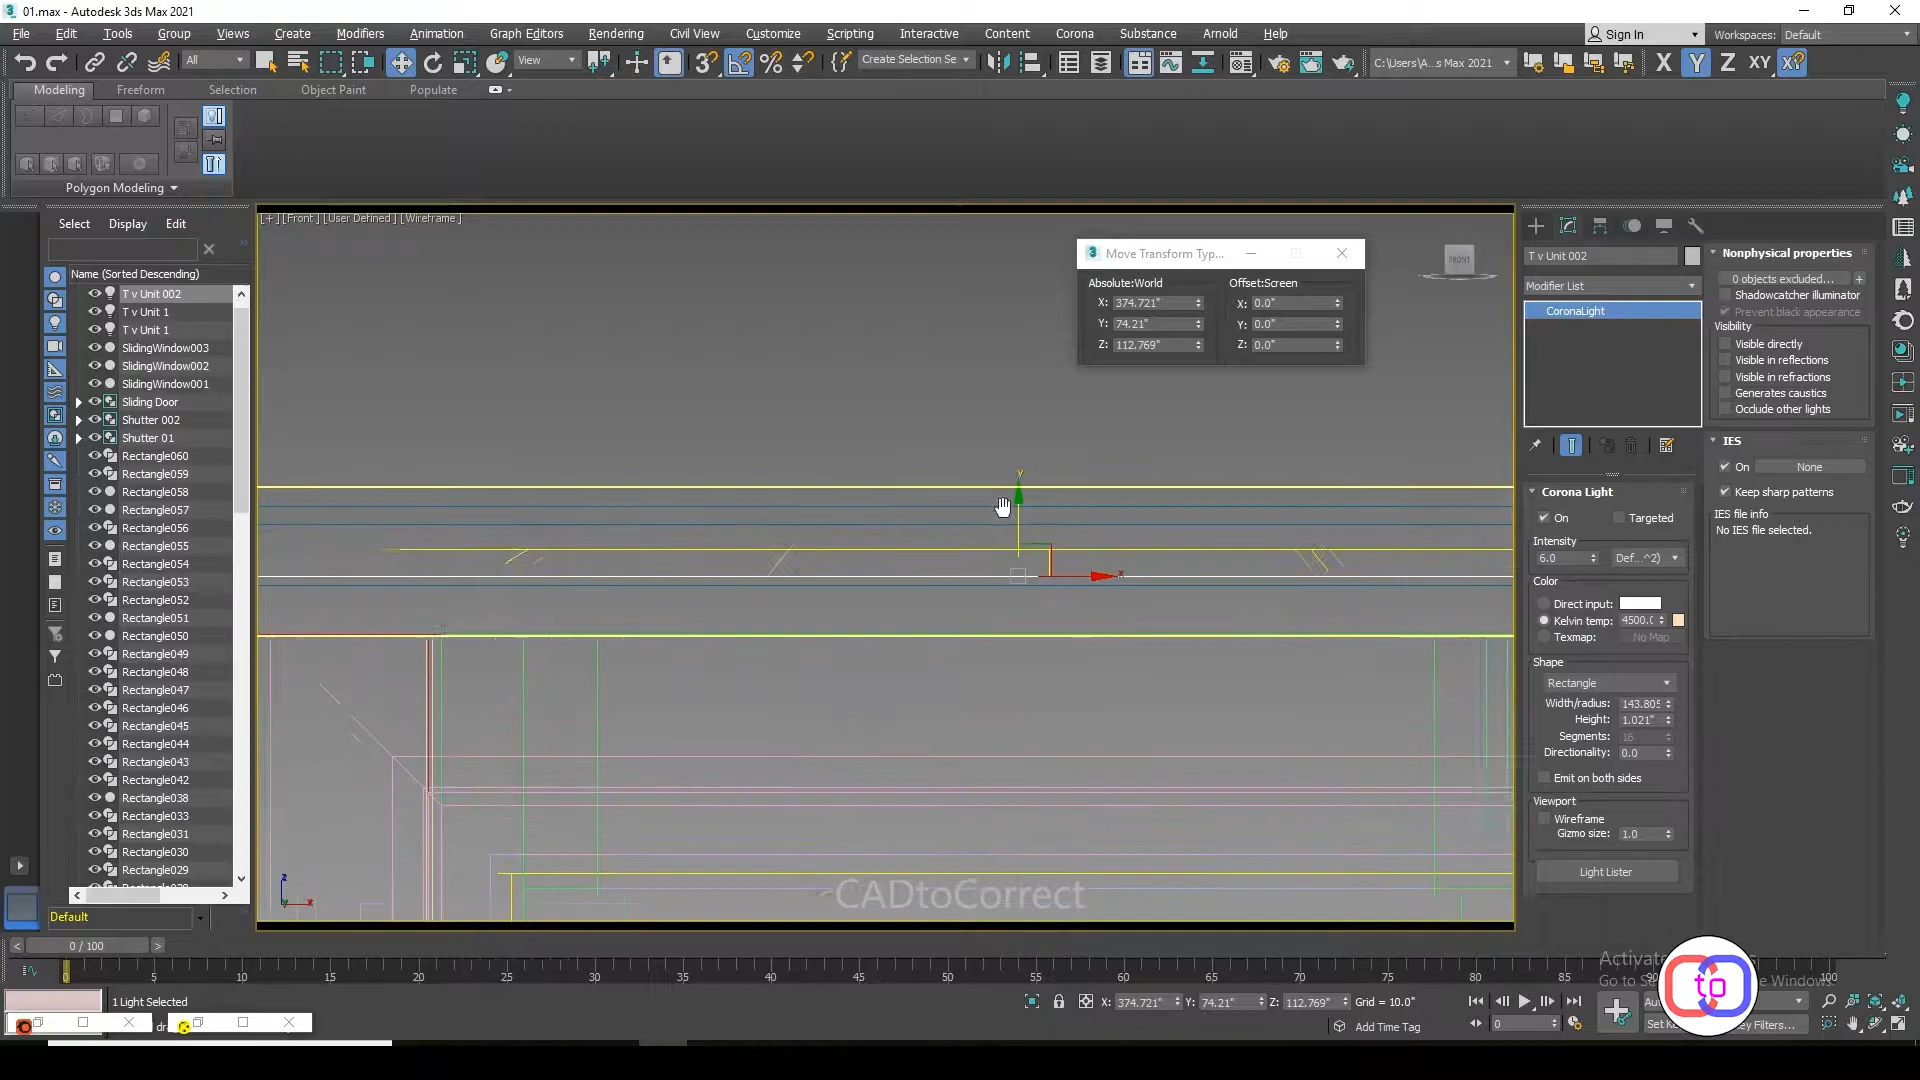 01.max - Autodesk 3ds Max 2021
File Edit Tools Group Views Create Modifiers Animation Graph Editors Rendering Civil View Customize Scripting Interactive Content Corona Substance Arnold Help
Sign In
Workspaces: Default
All
View
Create Selection Se
C:\Users\A...s Max 2021
X Y Z XY
Modeling Freeform Selection Object Paint Populate
Polygon Modeling
Select Display Edit
Name (Sorted Descending)
T v Unit 002
T v Unit 1
T v Unit 1
SlidingWindow003
SlidingWindow002
SlidingWindow001
Sliding Door
Shutter 002
Shutter 01
Rectangle060
Rectangle059
Rectangle058
Rectangle057
Rectangle056
Rectangle055
Rectangle054
Rectangle053
Rectangle052
Rectangle051
Rectangle050
Rectangle049
Rectangle048
Rectangle047
Rectangle046
Rectangle045
Rectangle044
Rectangle043
Rectangle042
Rectangle038
Rectangle033
Rectangle031
Rectangle030
Rectangle029
Default
[+] [Front] [User Defined] [Wireframe]
Move Transform Typ...
Absolute:World Offset:Screen
X: 374.721" X: 0.0"
Y: 74.21" Y: 0.0"
Z: 112.769" Z: 0.0"
FRONT
y
x
z
x
CADtoCorrect
T v Unit 002
Modifier List
CoronaLight
Corona Light
On Targeted
Intensity
6.0 Def...^2)
Color
Direct input:
Kelvin temp: 4500.(
Texmap: No Map
Shape
Rectangle
Width/radius: 143.805
Height: 1.021"
Segments: 16
Directionality: 0.0
Emit on both sides
Viewport
Wireframe
Gizmo size: 1.0
Light Lister
Nonphysical properties
0 objects excluded... +
Shadowcatcher illuminator
Prevent black appearance
Visibility
Visible directly
Visible in reflections
Visible in refractions
Generates caustics
Occlude other lights
IES
On None
Keep sharp patterns
IES file info
No IES file selected.
0 / 100
0 5 10 15 20 25 30 35 40 45 50 55 60 65 70 75 80 85 100
1 Light Selected
X: 374.721" Y: 74.21" Z: 112.769" Grid = 10.0"
Add Time Tag
0
to